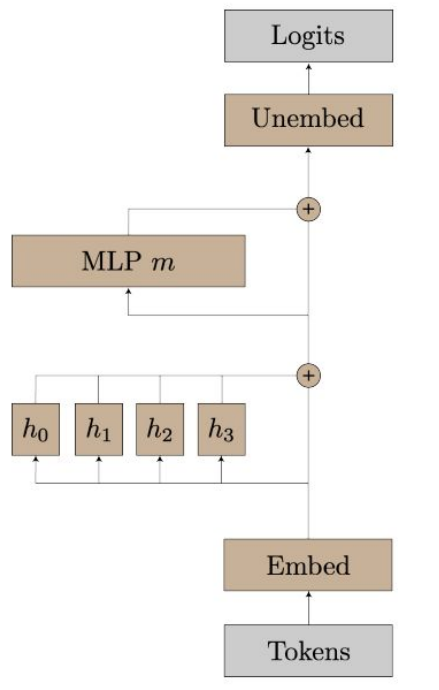 Logits
Unembed
+
MLP m
+
h₀ h₁ h₂ h₃
Embed
Tokens